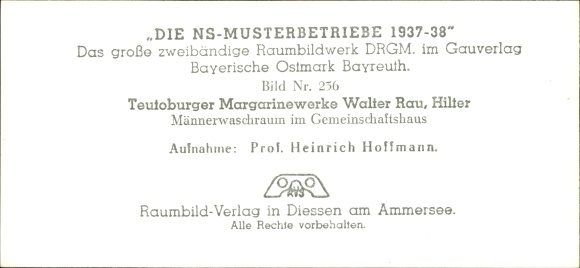 „DIE NS-MUSTERBETRIEBE 1937-38"
Das große zweibändige Raumbildwerk DRGM. im Gauverlag
Bayerische Ostmark Bayreuth.
Bild Nr. 256
Teutoburger Margarinewerke Walter Rau, Hilter
Männerwaschraum im Gemeinschaftshaus
Aufnahme: Prof. Heinrich Hoffmann.
RVS
Raumbild-Verlag in Diessen am Ammersee.
Alle Rechte vorbehalten.